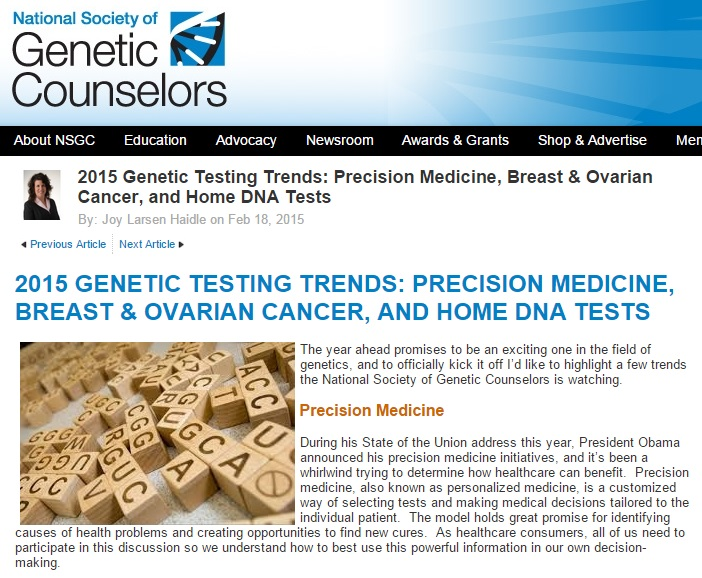 National Society of
Genetic
Counselors
About NSGC Education Advocacy Newsroom Awards & Grants Shop & Advertise
2015 Genetic Testing Trends: Precision Medicine, Breast & Ovarian
Cancer, and Home DNA Tests
By: Joy Larsen Haidle on Feb 18, 2015
Previous Article Next Article
2015 GENETIC TESTING TRENDS: PRECISION MEDICINE,
BREAST & OVARIAN CANCER, AND HOME DNA TESTS
The year ahead promises to be an exciting one in the field of
genetics, and to officially kick it off I'd like to highlight a few trends
the National Society of Genetic Counselors is watching.
Precision Medicine
During his State of the Union address this year, President Obama
announced his precision medicine initiatives, and it's been a
whirlwind trying to determine how healthcare can benefit. Precision
medicine, also known as personalized medicine, is a customized
way of selecting tests and making medical decisions tailored to the
individual patient. The model holds great promise for identifying
causes of health problems and creating opportunities to find new cures. As healthcare consumers, all of us need to
participate in this discussion so we understand how to best use this powerful information in our own decision-
making.